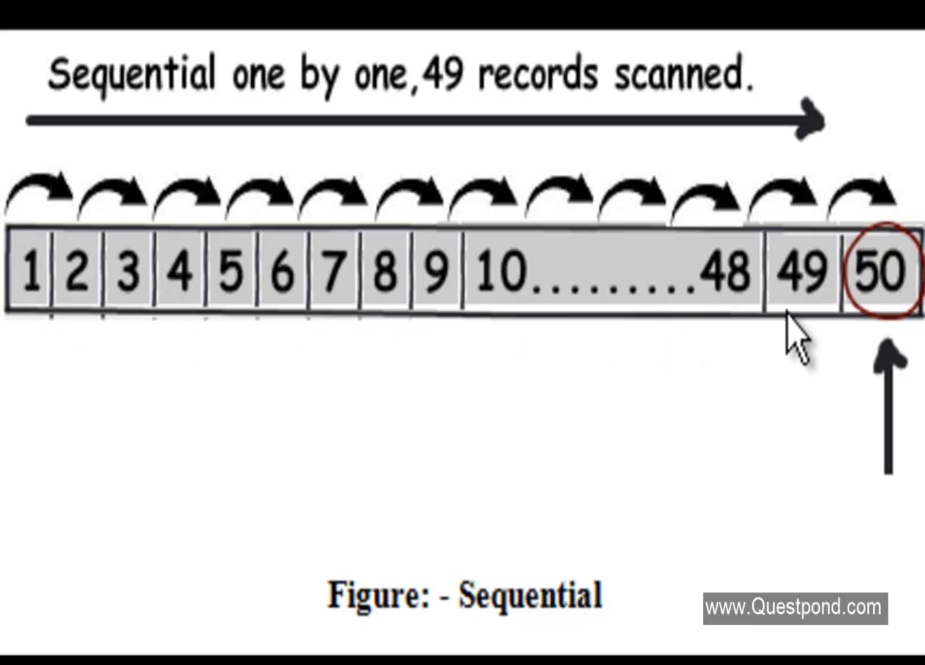 Sequential one by one,49 records scanned.
1 2 3 4 5 6 7 8 9 10.........48 49 50
Figure: - Sequential
www.Questpond.com